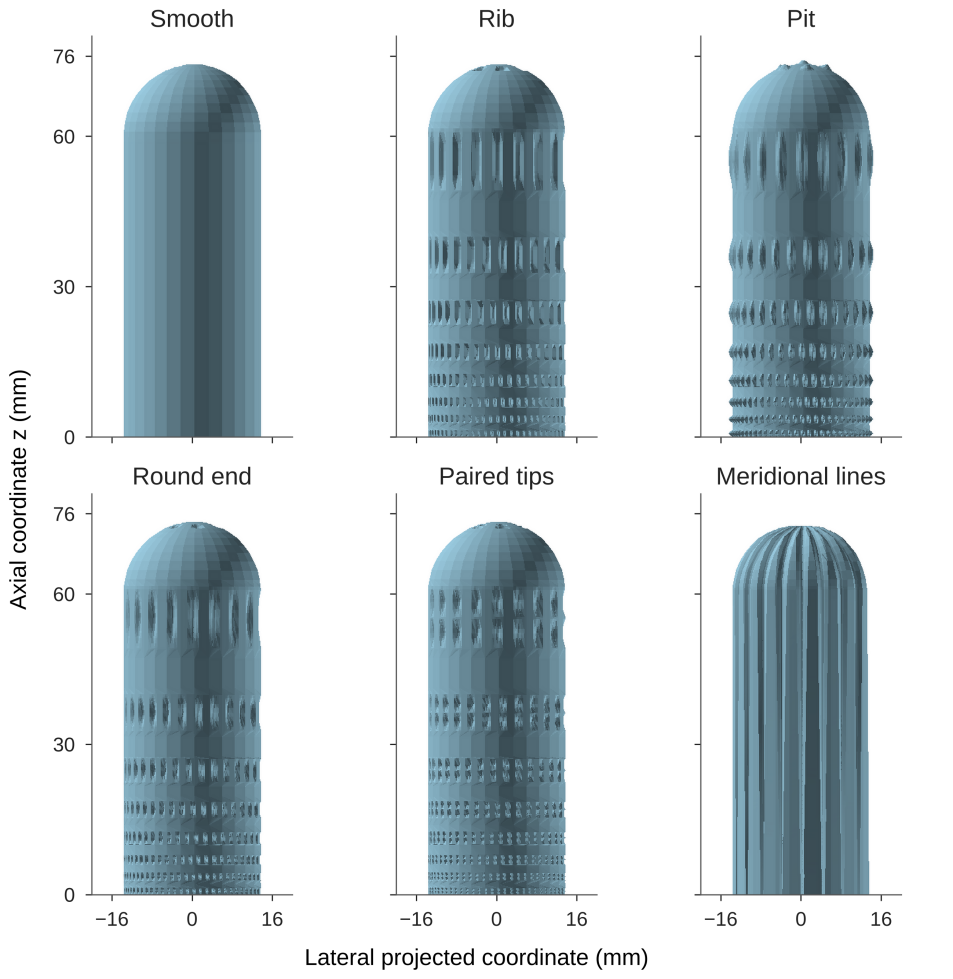 Smooth
Rib
Pit
76
60
30
0
Axial coordinate z (mm)
Round end
Paired tips
Meridional lines
76
60
30
0
−16 0 16
−16 0 16
−16 0 16
Lateral projected coordinate (mm)